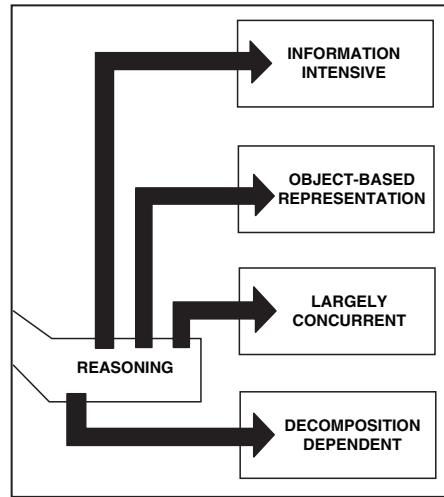 INFORMATION
INTENSIVE
OBJECT-BASED
REPRESENTATION
LARGELY
CONCURRENT
REASONING
DECOMPOSITION
DEPENDENT